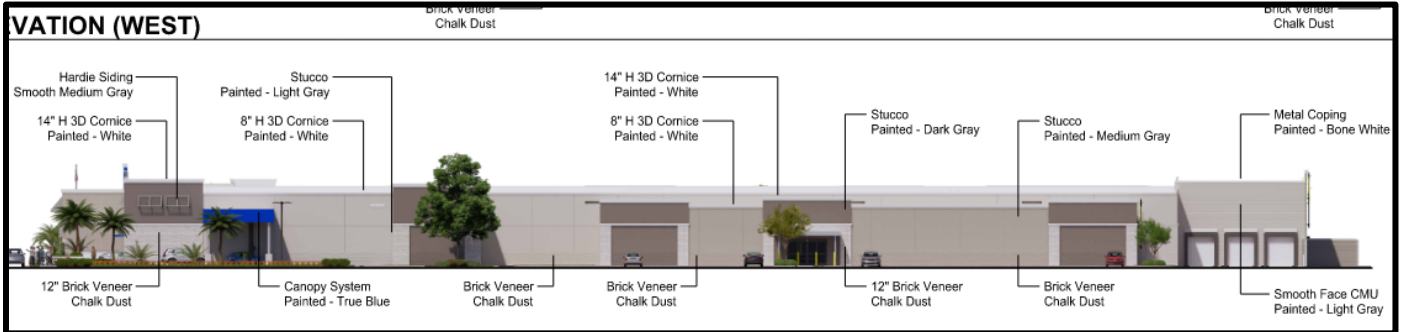 Brick Veneer
Chalk Dust
Brick Veneer
Chalk Dust
EVATION (WEST)
Hardie Siding
Smooth Medium Gray
Stucco
Painted - Light Gray
14" H 3D Cornice
Painted - White
14" H 3D Cornice
Painted - White
8" H 3D Cornice
Painted - White
8" H 3D Cornice
Painted - White
Stucco
Painted - Dark Gray
Stucco
Painted - Medium Gray
Metal Coping
Painted - Bone White
12" Brick Veneer
Chalk Dust
Canopy System
Painted - True Blue
Brick Veneer
Chalk Dust
Brick Veneer
Chalk Dust
12" Brick Veneer
Chalk Dust
Brick Veneer
Chalk Dust
Smooth Face CMU
Painted - Light Gray